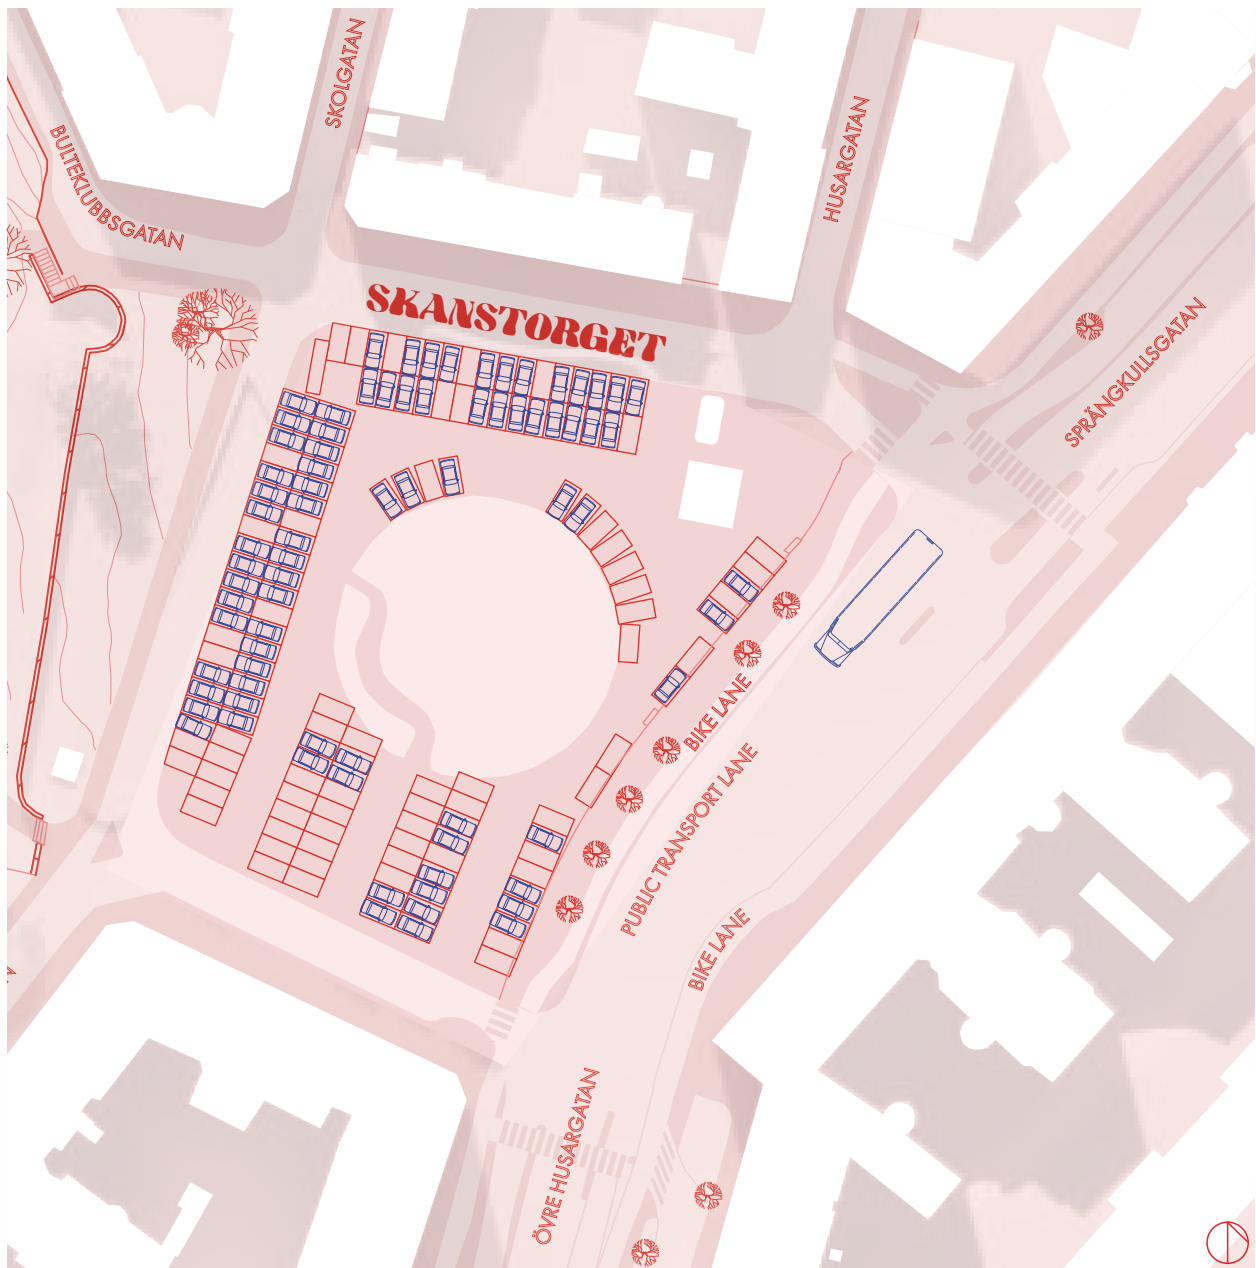 SKOLGATAN
HUSARGATAN
BULTEKLUBBSGATAN
SKANSTORGET
SPRÄNGKULLSGATAN
BIKE LANE
PUBLIC TRANSPORT LANE
BIKE LANE
ÖVRE HUSARGATAN